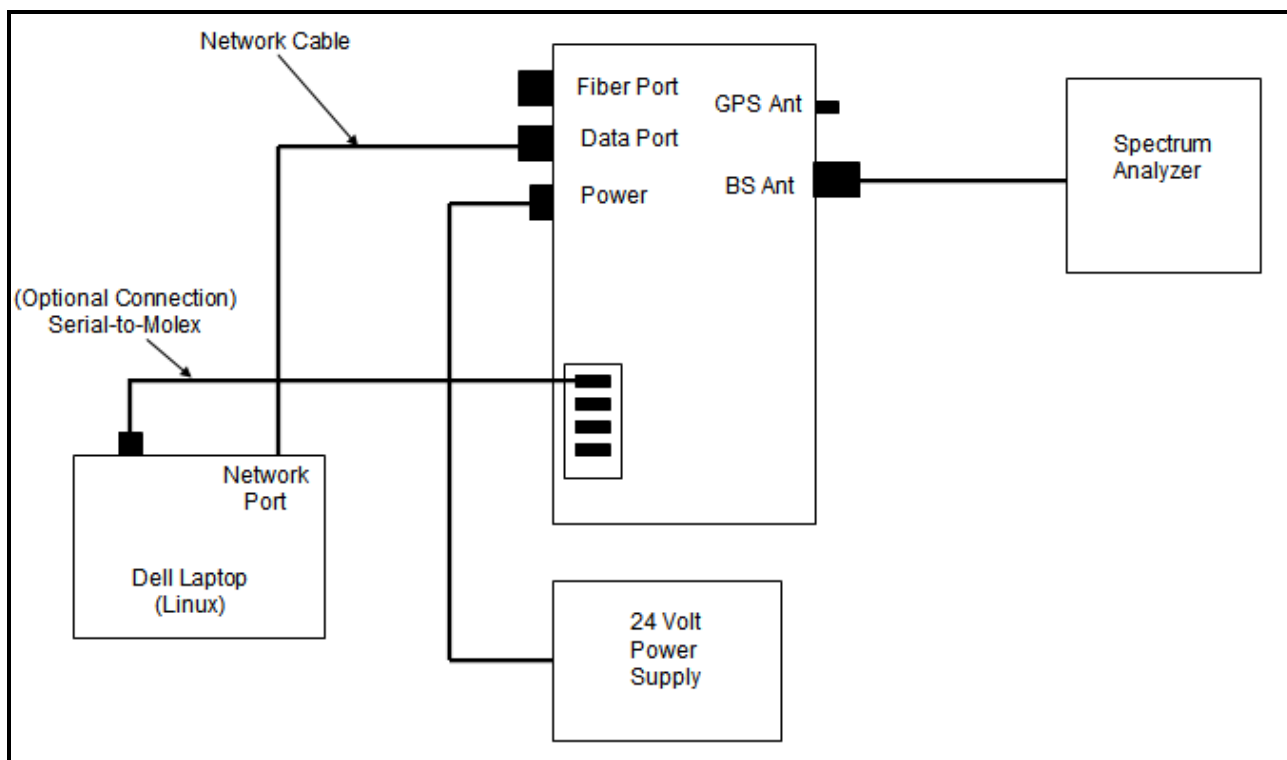 Network Cable
Fiber Port
GPS Ant
Data Port
Spectrum
Analyzer
BS Ant
Power
(Optional Connection)
Serial-to-Molex
Network
Port
Dell Laptop
(Linux)
24 Volt
Power
Supply